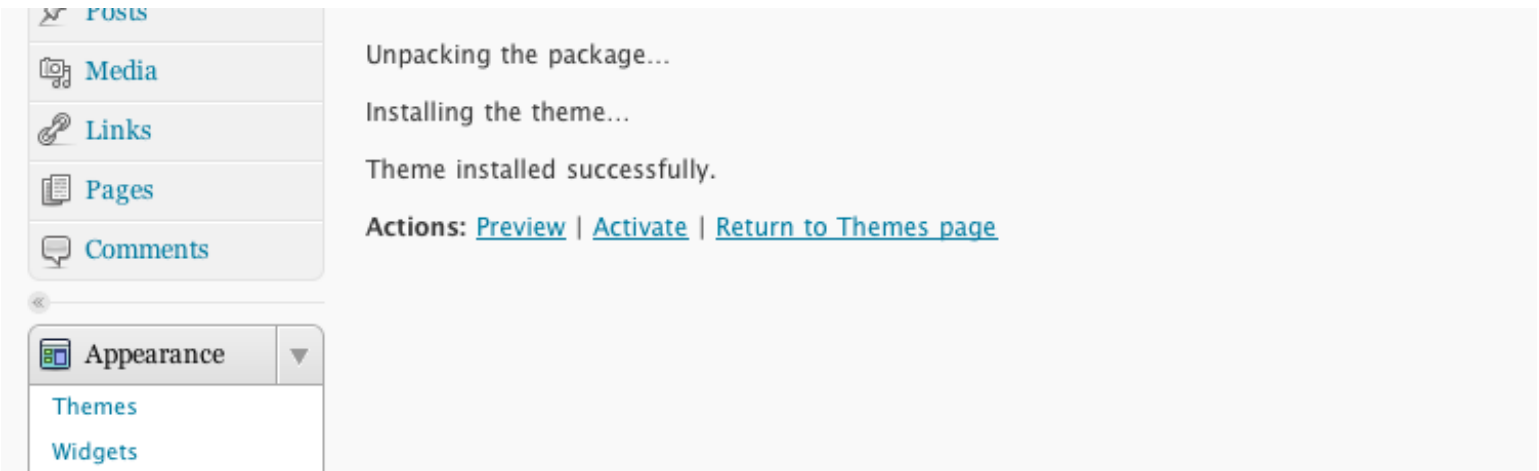 Posts
Media
Links
Pages
Comments
Appearance
Themes
Widgets
Unpacking the package...
Installing the theme...
Theme installed successfully.
Actions: Preview | Activate | Return to Themes page